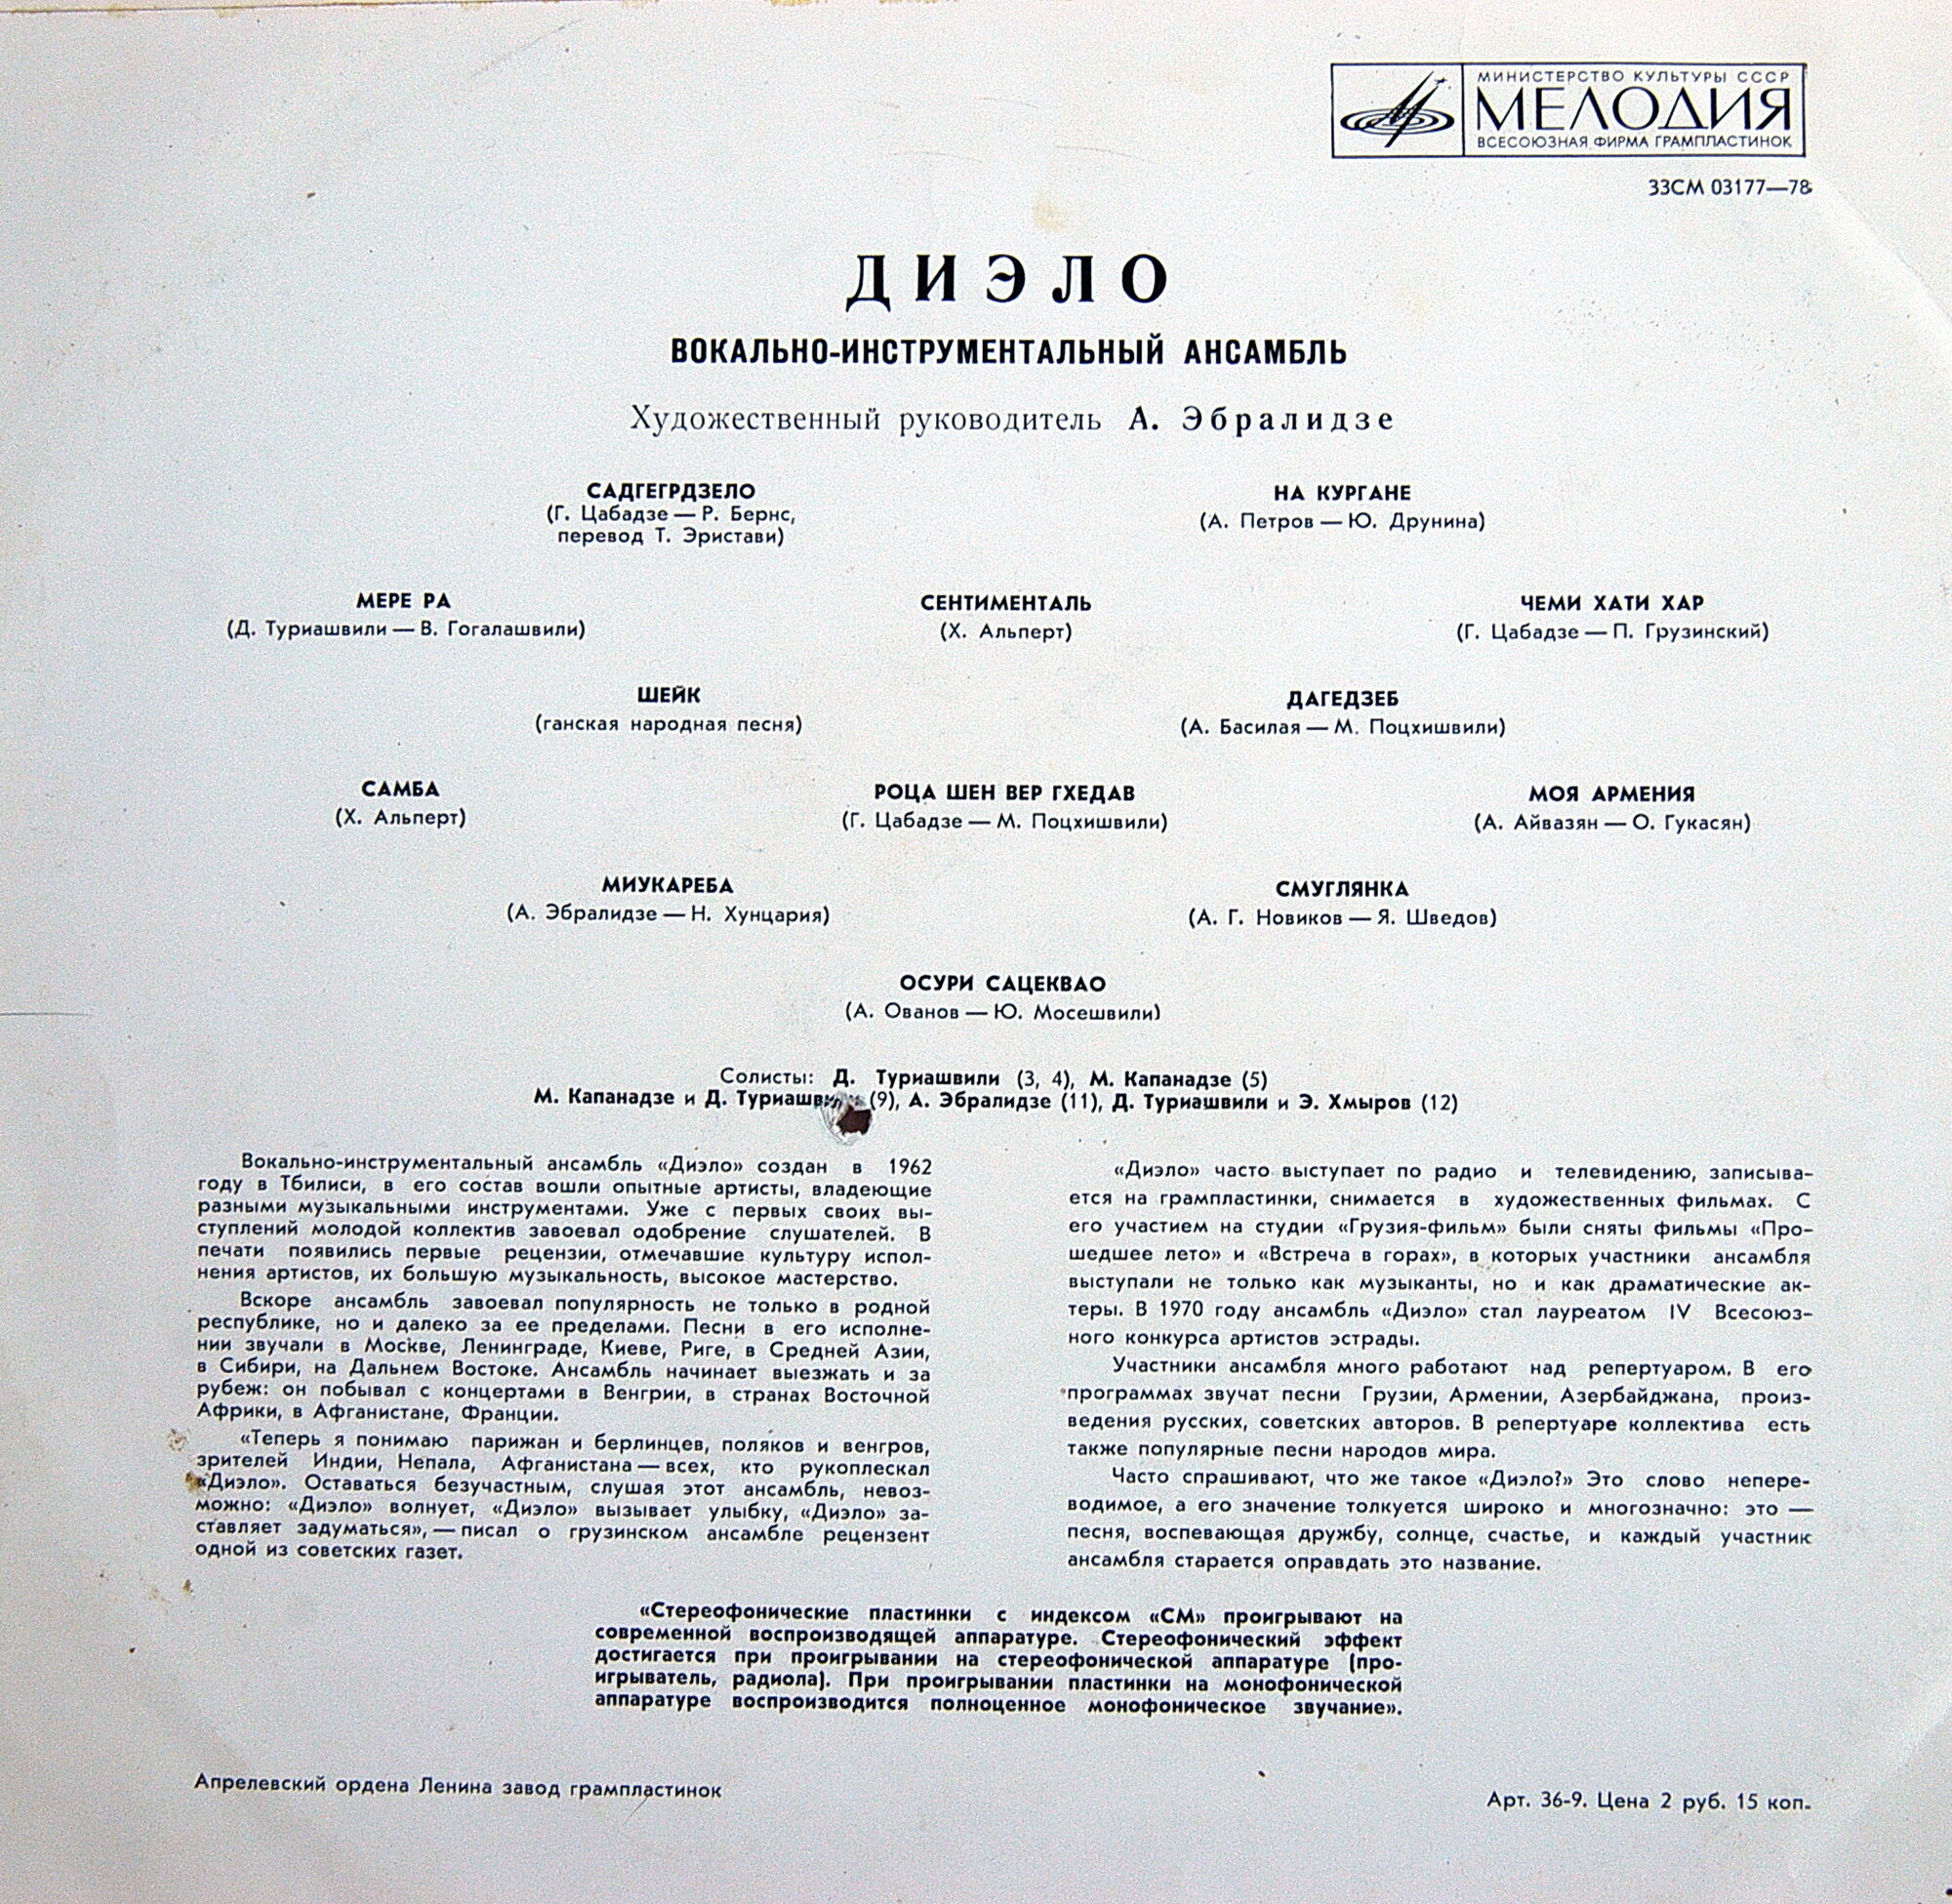 МИНИСТЕРСТВО КУЛЬТУРЫ СССР
МЕЛОДИЯ
ВСЕСОЮЗНАЯ ФИРМА ГРАМПЛАСТИНОК
33СМ 03177—78
ДИЭЛО
ВОКАЛЬНО-ИНСТРУМЕНТАЛЬНЫЙ АНСАМБЛЬ
Художественный руководитель А. Эбралидзе
САДГЕГРДЗЕЛО
(Г. Цабадзе — Р. Бернс,
перевод Т. Эристави)
НА КУРГАНЕ
(А. Петров — Ю. Друнина)
МЕРЕ РА
(Д. Туриашвили — В. Гогалашвили)
СЕНТИМЕНТАЛЬ
(Х. Альперт)
ЧЕМИ ХАТИ ХАР
(Г. Цабадзе — П. Грузинский)
ШЕЙК
(ганская народная песня)
ДАГЕДЗЕБ
(А. Басилая — М. Поцхишвили)
САМБА
(Х. Альперт)
РОЦА ШЕН ВЕР ГХЕДАВ
(Г. Цабадзе — М. Поцхишвили)
МОЯ АРМЕНИЯ
(А. Айвазян — О. Гукасян)
МИУКАРЕБА
(А. Эбралидзе — Н. Хунцария)
СМУГЛЯНКА
(А. Г. Новиков — Я. Шведов)
ОСУРИ САЦЕКВАО
(А. Ованов — Ю. Мосешвили)
Солисты: Д. Туриашвили (3, 4), М. Капанадзе (5)
М. Капанадзе и Д. Туриашвили (9), А. Эбралидзе (11), Д. Туриашвили и Э. Хмыров (12)
Вокально-инструментальный ансамбль «Диэло» создан в 1962
году в Тбилиси, в его состав вошли опытные артисты, владеющие
разными музыкальными инструментами. Уже с первых своих вы-
ступлений молодой коллектив завоевал одобрение слушателей. В
печати появились первые рецензии, отмечавшие культуру испол-
нения артистов, их большую музыкальность, высокое мастерство.
Вскоре ансамбль завоевал популярность не только в родной
республике, но и далеко за ее пределами. Песни в его исполне-
нии звучали в Москве, Ленинграде, Киеве, Риге, в Средней Азии,
в Сибири, на Дальнем Востоке. Ансамбль начинает выезжать и за
рубеж: он побывал с концертами в Венгрии, в странах Восточной
Африки, в Афганистане, Франции.
«Теперь я понимаю парижан и берлинцев, поляков и венгров,
зрителей Индии, Непала, Афганистана — всех, кто рукоплескал
«Диэло». Оставаться безучастным, слушая этот ансамбль, невоз-
можно: «Диэло» волнует, «Диэло» вызывает улыбку, «Диэло» за-
ставляет задуматься», — писал о грузинском ансамбле рецензент
одной из советских газет.
«Диэло» часто выступает по радио и телевидению, записыва-
ется на грампластинки, снимается в художественных фильмах. С
его участием на студии «Грузия-фильм» были сняты фильмы «Про-
шедшее лето» и «Встреча в горах», в которых участники ансамбля
выступали не только как музыканты, но и как драматические ак-
теры. В 1970 году ансамбль «Диэло» стал лауреатом IV Всесоюз-
ного конкурса артистов эстрады.
Участники ансамбля много работают над репертуаром. В его
программах звучат песни Грузии, Армении, Азербайджана, произ-
ведения русских, советских авторов. В репертуаре коллектива есть
также популярные песни народов мира.
Часто спрашивают, что же такое «Диэло?» Это слово непере-
водимое, а его значение толкуется широко и многозначно: это —
песня, воспевающая дружбу, солнце, счастье, и каждый участник
ансамбля старается оправдать это название.
«Стереофонические пластинки с индексом «СМ» проигрывают на
современной воспроизводящей аппаратуре. Стереофонический эффект
достигается при проигрывании на стереофонической аппаратуре (про-
игрыватель, радиола). При проигрывании пластинки на монофонической
аппаратуре воспроизводится полноценное монофоническое звучание».
Апрелевский ордена Ленина завод грампластинок
Арт. 36-9. Цена 2 руб. 15 коп.